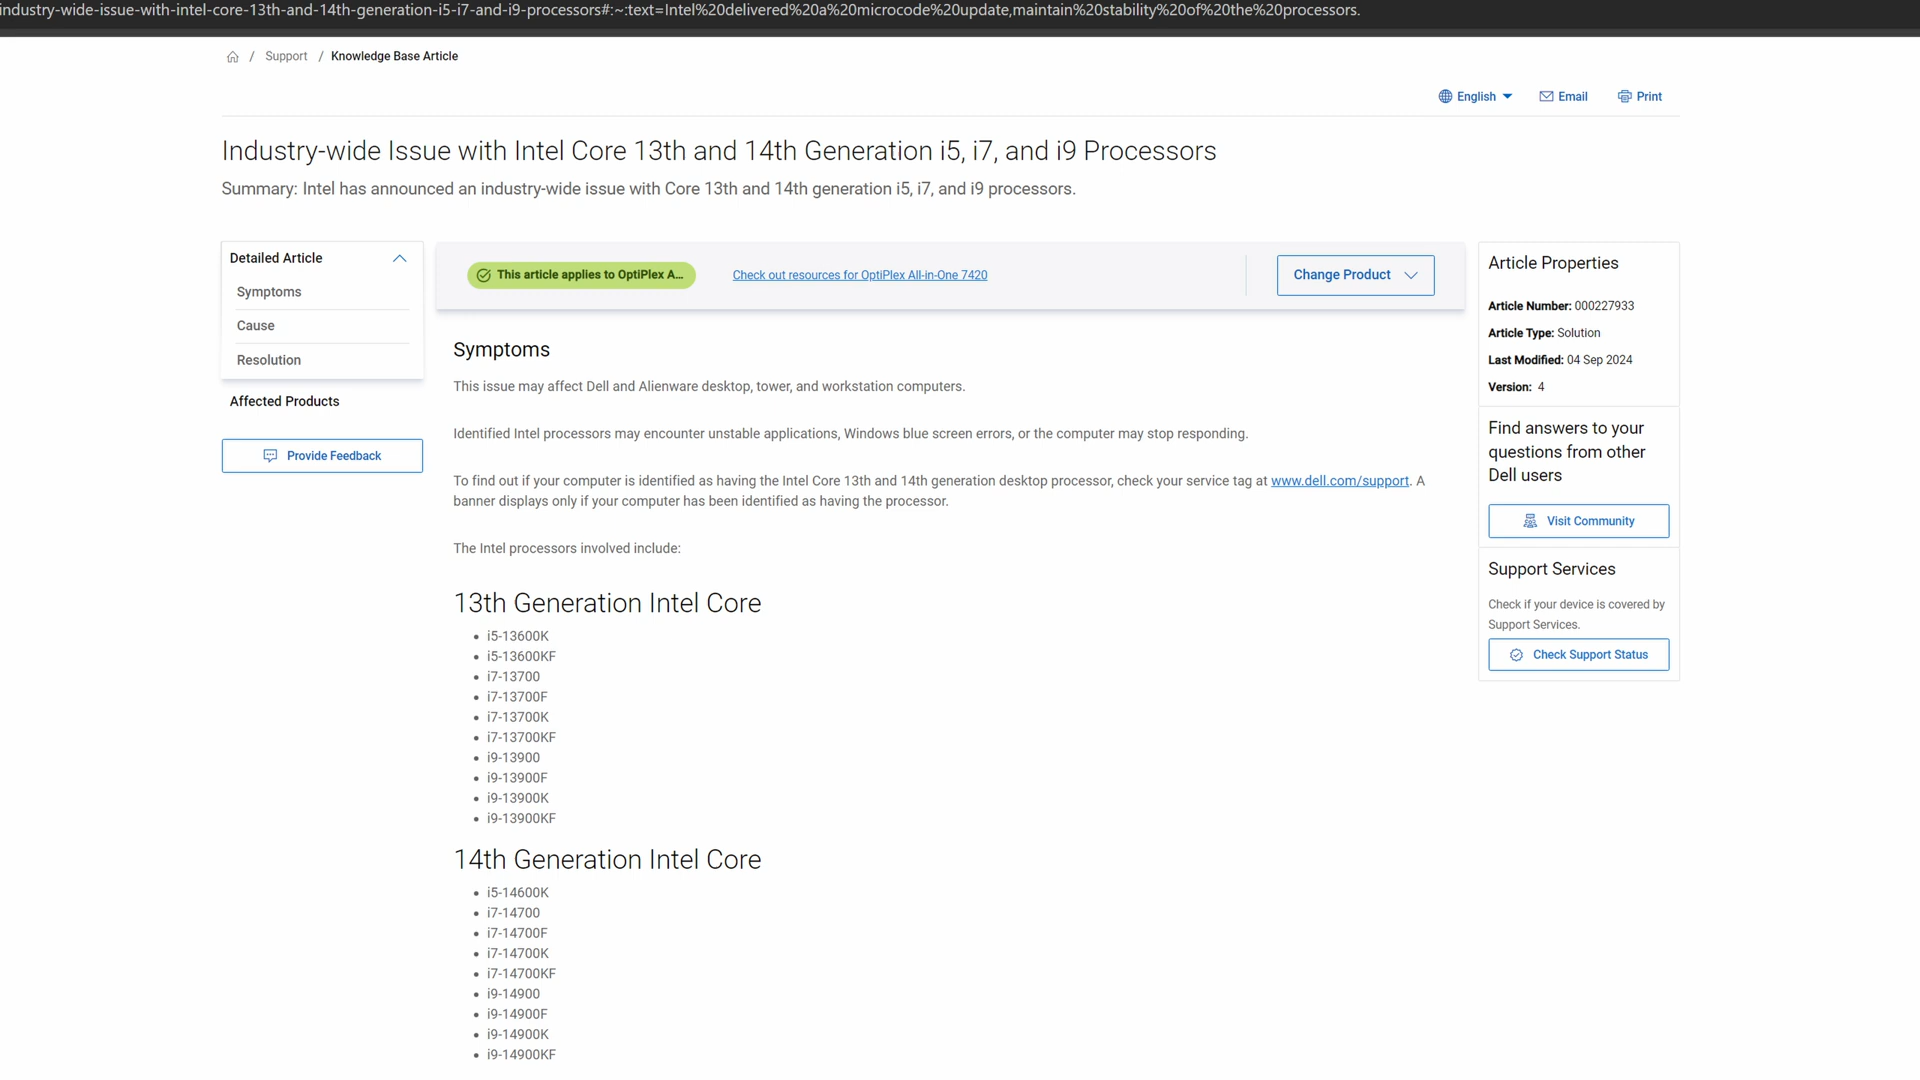 industry-wide-issue-with-intel-core-13th-and-14th-generation-i5-i7-and-i9-processors#:~:text=Intel%20delivered%20a%20microcode%20update,maintain%20stability%20of%20the%20processors.
/ Support / Knowledge Base Article
English Email Print
Industry-wide Issue with Intel Core 13th and 14th Generation i5, i7, and i9 Processors
Summary: Intel has announced an industry-wide issue with Core 13th and 14th generation i5, i7, and i9 processors.
Detailed Article
Symptoms
Cause
Resolution
Affected Products
Provide Feedback
This article applies to OptiPlex A... Check out resources for OptiPlex All-in-One 7420 Change Product
Symptoms
This issue may affect Dell and Alienware desktop, tower, and workstation computers.
Identified Intel processors may encounter unstable applications, Windows blue screen errors, or the computer may stop responding.
To find out if your computer is identified as having the Intel Core 13th and 14th generation desktop processor, check your service tag at www.dell.com/support. A
banner displays only if your computer has been identified as having the processor.
The Intel processors involved include:
13th Generation Intel Core
• i5-13600K
• i5-13600KF
• i7-13700
• i7-13700F
• i7-13700K
• i7-13700KF
• i9-13900
• i9-13900F
• i9-13900K
• i9-13900KF
14th Generation Intel Core
• i5-14600K
• i7-14700
• i7-14700F
• i7-14700K
• i7-14700KF
• i9-14900
• i9-14900F
• i9-14900K
• i9-14900KF
Article Properties
Article Number: 000227933
Article Type: Solution
Last Modified: 04 Sep 2024
Version: 4
Find answers to your
questions from other
Dell users
Visit Community
Support Services
Check if your device is covered by
Support Services.
Check Support Status